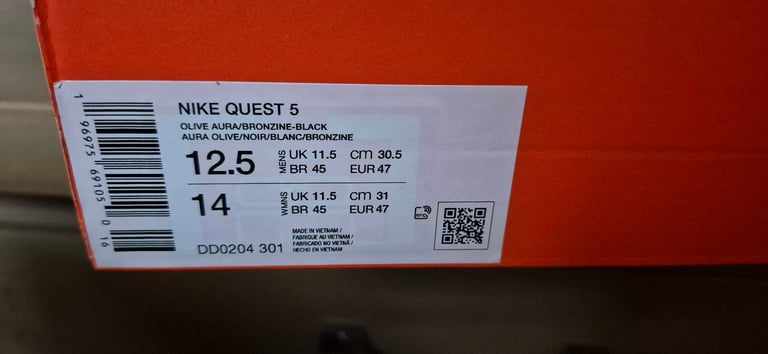 NIKE QUEST 5
OLIVE AURA/BRONZINE-BLACK
AURA OLIVE/NOIR/BLANC/BRONZINE
12.5 MENS UK 11.5 cm 30.5
BR 45 EUR 47
14 WMNS UK 11.5 cm 31
BR 45 EUR 47
DD0204 301
MADE IN VIETNAM /
FABRIQUÉ AU VIETNAM /
FABRICADO NO VIETNÃ /
HECHO EN VIETNAM
RFID
1 96975 69105 0 16